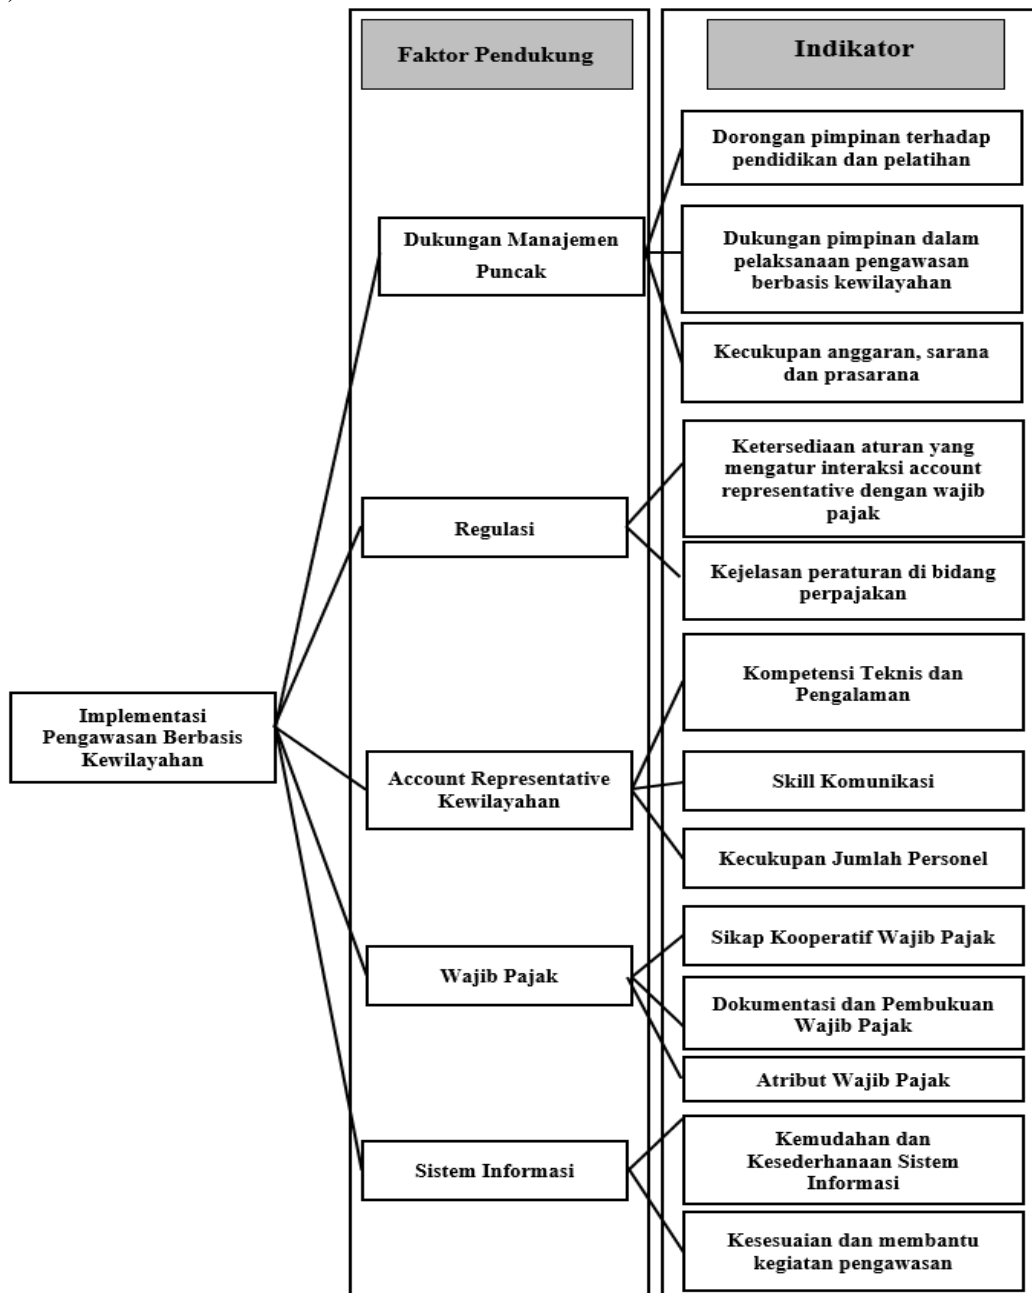 Faktor Pendukung
Indikator
Dorongan pimpinan terhadap
pendidikan dan pelatihan
Dukungan Manajemen
Puncak
Dukungan pimpinan dalam
pelaksanaan pengawasan
berbasis kewilayahan
Kecukupan anggaran, sarana
dan prasarana
Ketersediaan aturan yang
mengatur interaksi account
representative dengan wajib
pajak
Regulasi
Kejelasan peraturan di bidang
perpajakan
Kompetensi Teknis dan
Pengalaman
Implementasi
Pengawasan Berbasis
Kewilayahan
Account Representative
Kewilayahan
Skill Komunikasi
Kecukupan Jumlah Personel
Sikap Kooperatif Wajib Pajak
Wajib Pajak
Dokumentasi dan Pembukuan
Wajib Pajak
Atribut Wajib Pajak
Kemudahan dan
Kesederhanaan Sistem
Informasi
Sistem Informasi
Kesesuaian dan membantu
kegiatan pengawasan